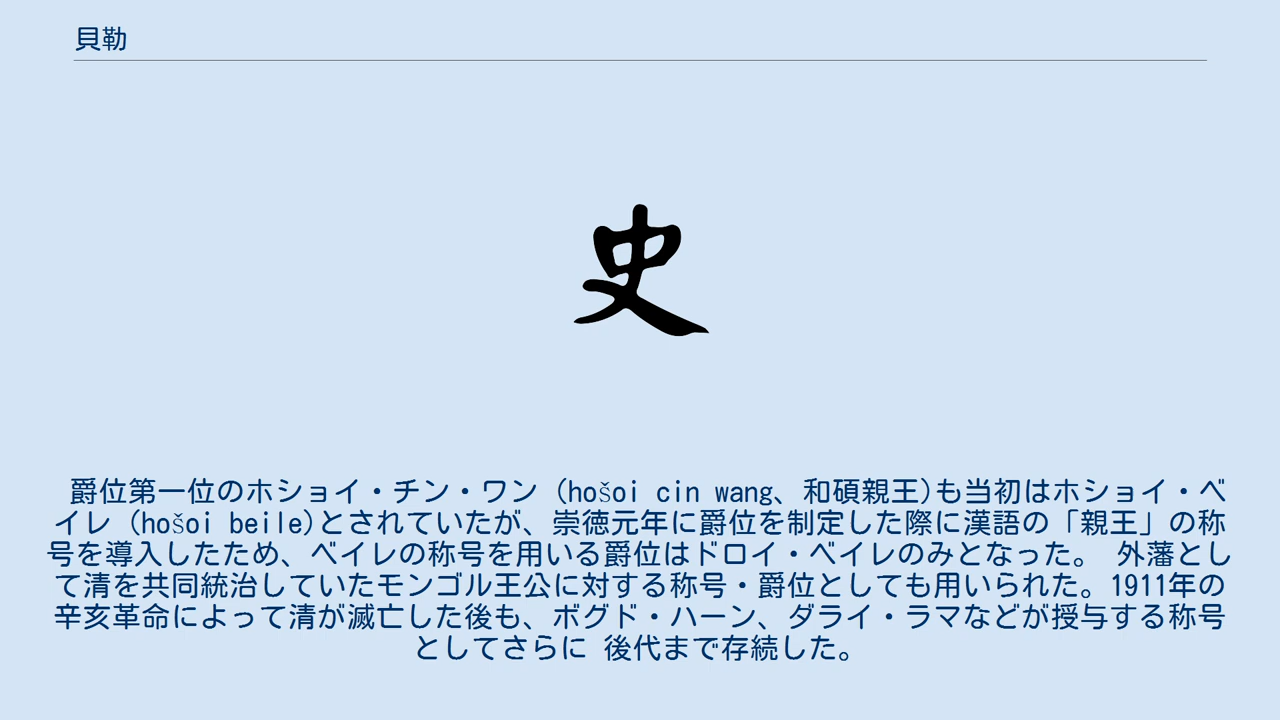 貝勒
史
爵位第一位のホショイ・チン・ワン (hošoi cin wang、和碩親王)も当初はホショイ・ベ
イレ (hošoi beile)とされていたが、崇徳元年に爵位を制定した際に漢語の「親王」の称
号を導入したため、ベイレの称号を用いる爵位はドロイ・ベイレのみとなった。 外藩とし
て清を共同統治していたモンゴル王公に対する称号・爵位としても用いられた。1911年の
辛亥革命によって清が滅亡した後も、ボグド・ハーン、ダライ・ラマなどが授与する称号
としてさらに 後代まで存続した。